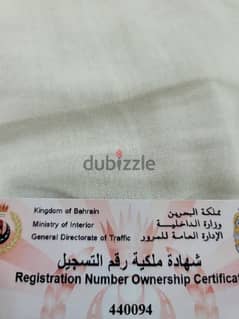 dubizzle
Kingdom of Bahrain
مملكة البحرين
Ministry of Interior
وزارة الداخلية
General Directorate of Traffic
الإدارة العامة للمرور
شهادة ملكية رقم التسجيل
Registration Number Ownership Certificat
440094